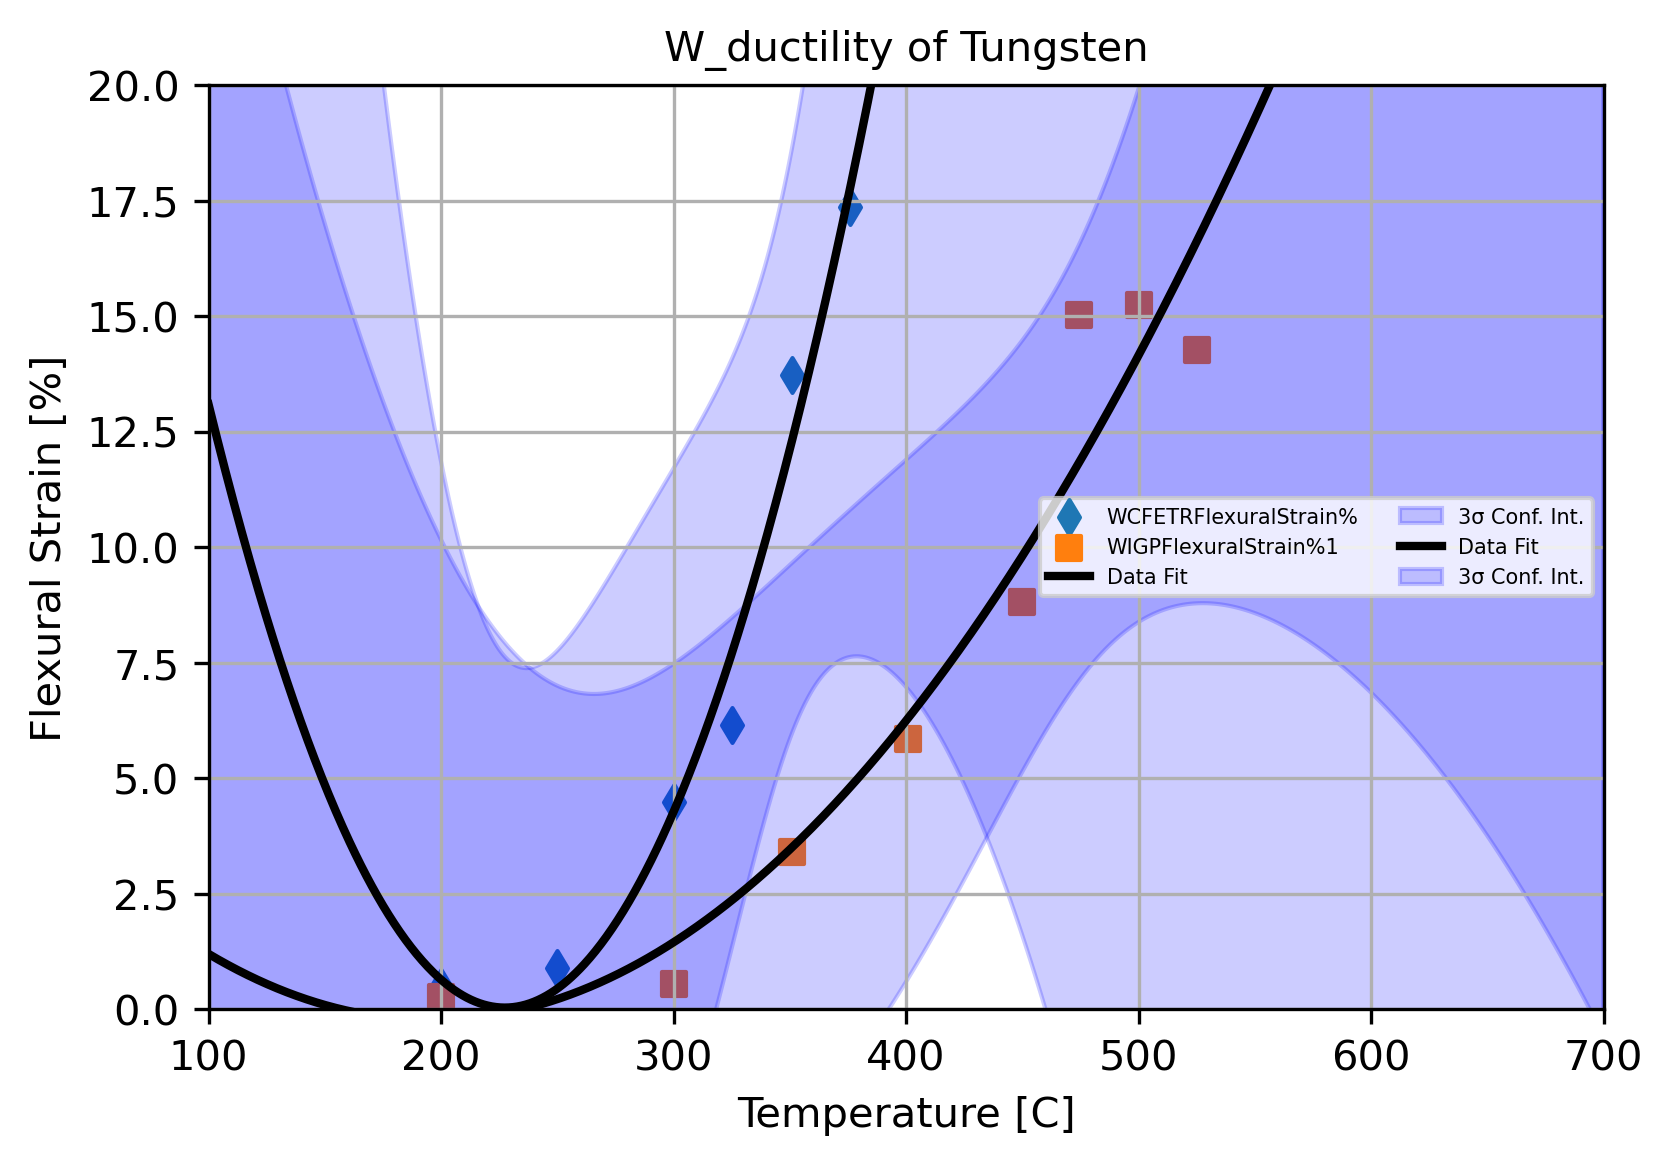 W_ductility of Tungsten
20.0
17.5
15.0
12.5
10.0
7.5
5.0
2.5
0.0
Flexural Strain [%]
WCFETRFlexuralStrain%
WIGPFlexuralStrain%1
Data Fit
3σ Conf. Int.
Data Fit
3σ Conf. Int.
100 200 300 400 500 600 700
Temperature [C]